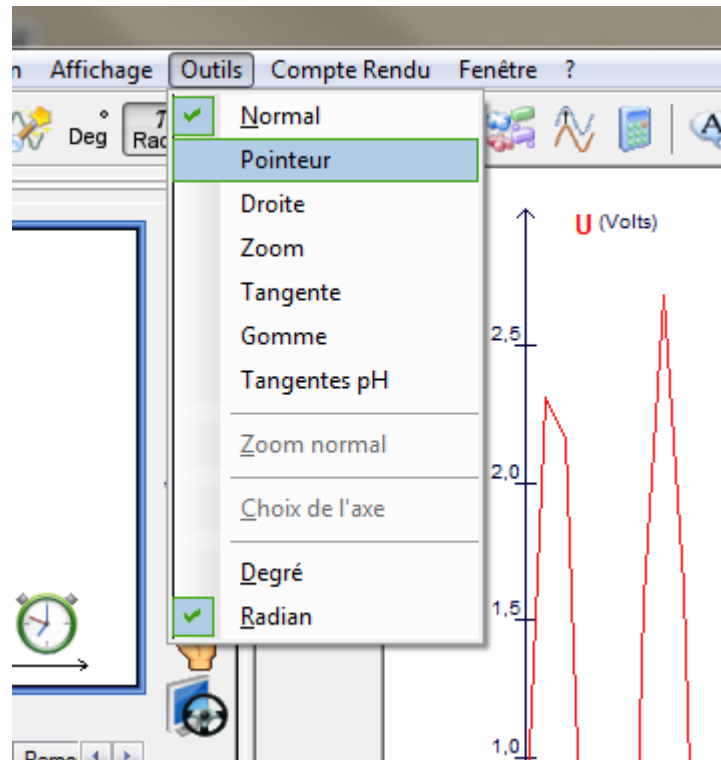 n Affichage Outils Compte Rendu Fenêtre ?
Deg Rad
Normal
Pointeur
Droite
Zoom
Tangente
Gomme
Tangentes pH
Zoom normal
Choix de l'axe
Degré
Radian
U (Volts)
2,5
2,0
1,5
1,0